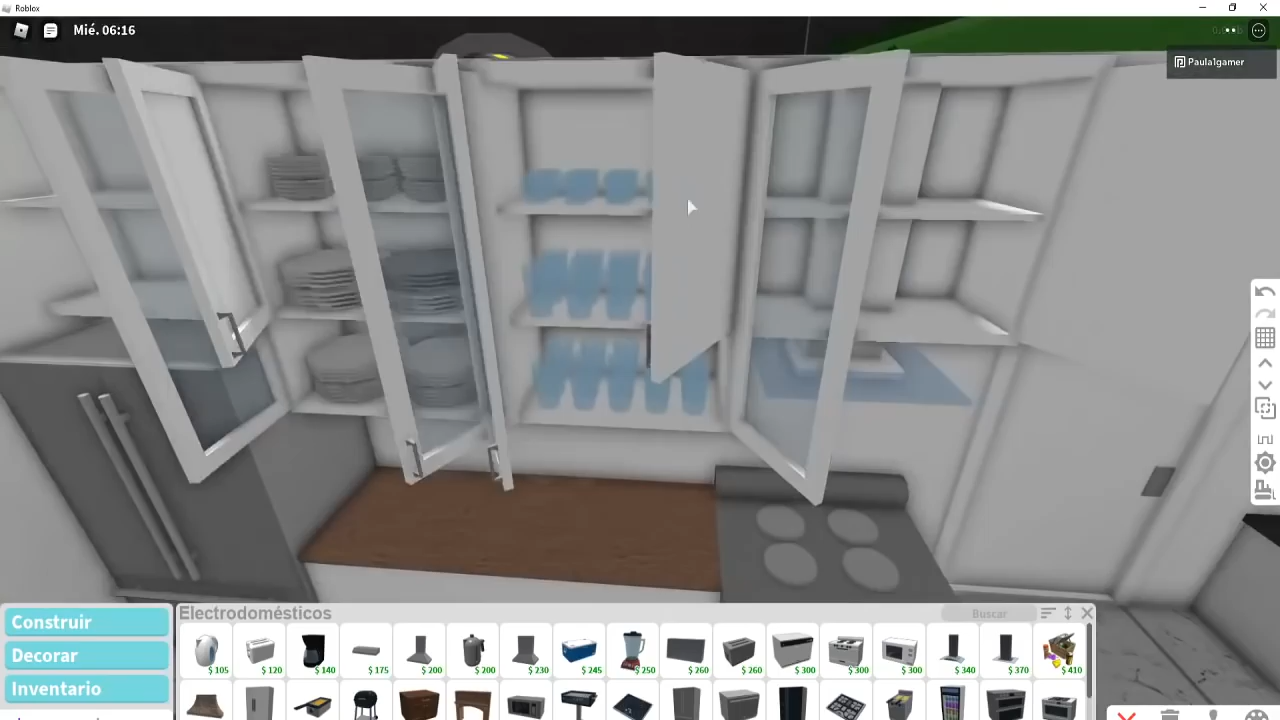 Roblox
Mié. 06:16
Paula1gamer
Construir
Decorar
Inventario
Electrodomésticos
Buscar
$ 105
$ 120
$ 140
$ 175
$ 200
$ 200
$ 230
$ 245
$ 250
$ 260
$ 260
$ 300
$ 300
$ 300
$ 340
$ 370
$ 410